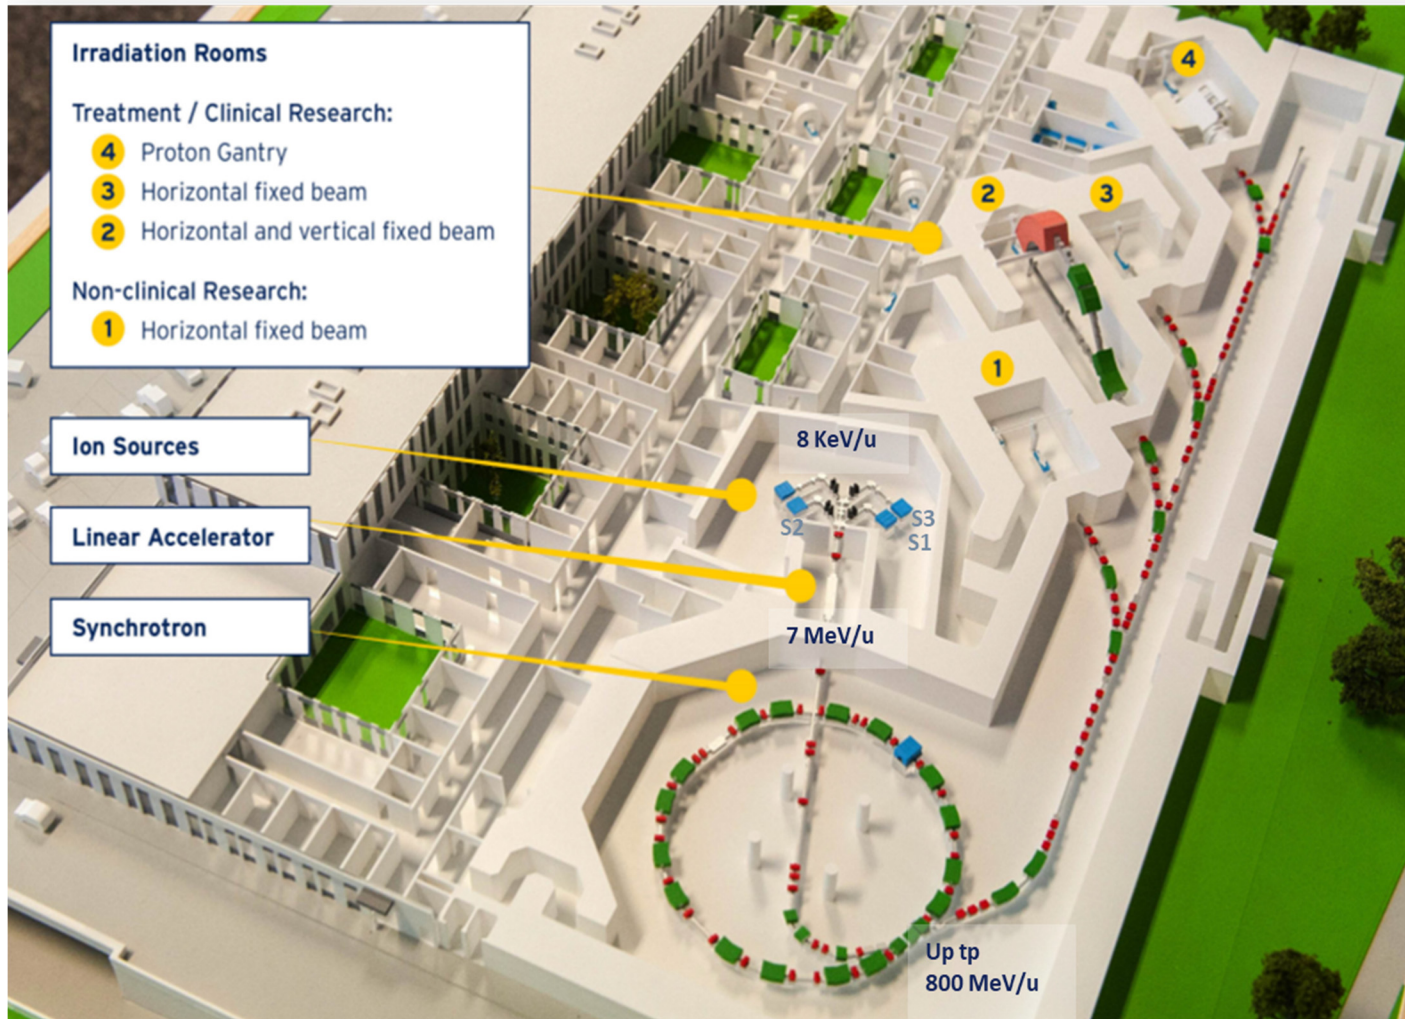 Irradiation Rooms
Treatment / Clinical Research:
4 Proton Gantry
3 Horizontal fixed beam
2 Horizontal and vertical fixed beam
Non-clinical Research:
1 Horizontal fixed beam
4
2
3
1
Ion Sources
8 KeV/u
S2
S3
S1
Linear Accelerator
7 MeV/u
Synchrotron
Up tp
800 MeV/u